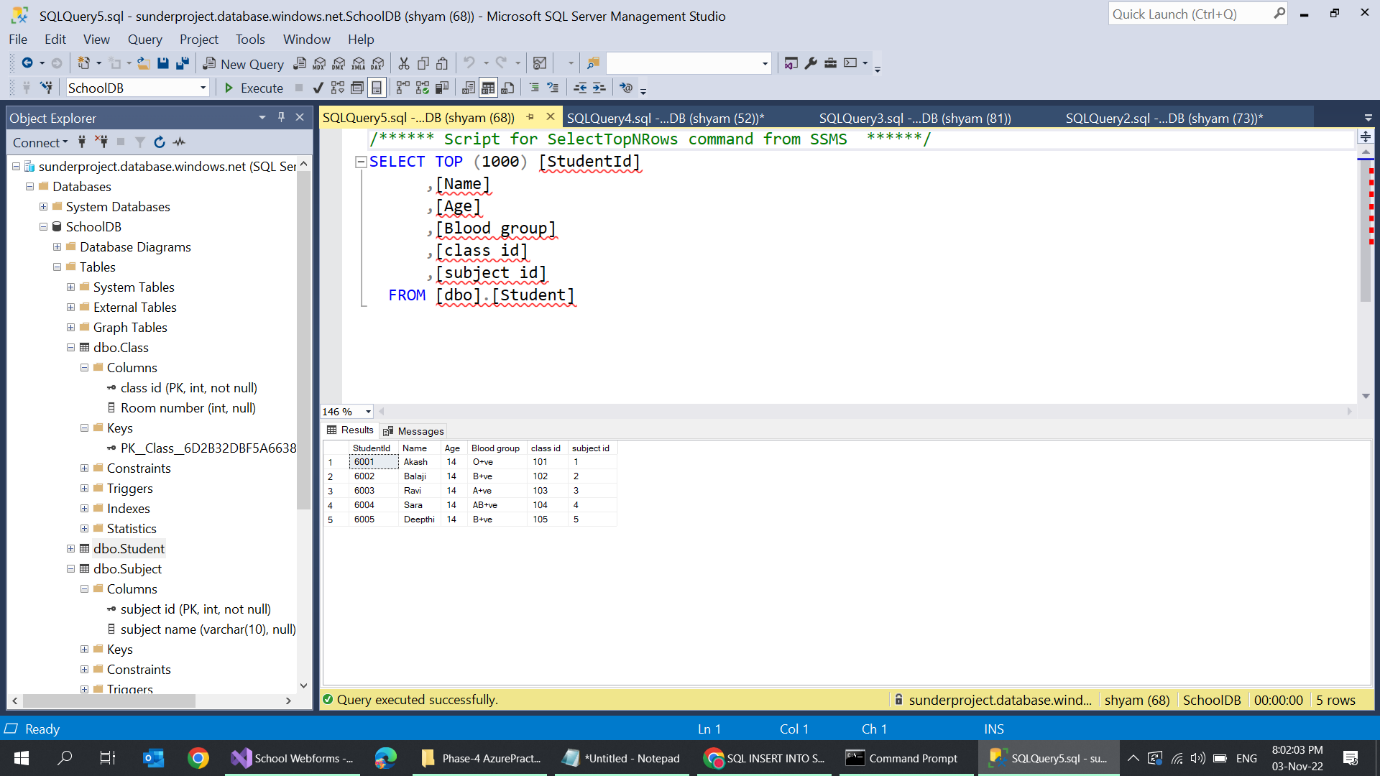 SQLQuery5.sql - sunderproject.database.windows.net.SchoolDB (shyam (68)) - Microsoft SQL Server Management Studio
Quick Launch (Ctrl+Q)
File Edit View Query Project Tools Window Help
New Query
SchoolDB
Execute
Object Explorer
Connect
sunderproject.database.windows.net (SQL Ser
Databases
System Databases
SchoolDB
Database Diagrams
Tables
System Tables
External Tables
Graph Tables
dbo.Class
Columns
class id (PK, int, not null)
Room number (int, null)
Keys
PK__Class__6D2B32DBF5A6638
Constraints
Triggers
Indexes
Statistics
dbo.Student
dbo.Subject
Columns
subject id (PK, int, not null)
subject name (varchar(10), null)
Keys
Constraints
Triggers
SQLQuery5.sql -...DB (shyam (68)) SQLQuery4.sql -...DB (shyam (52))* SQLQuery3.sql -...DB (shyam (81)) SQLQuery2.sql -...DB (shyam (73))*
/****** Script for SelectTopNRows command from SSMS ******/
SELECT TOP (1000) [StudentId]
,[Name]
,[Age]
,[Blood group]
,[class id]
,[subject id]
FROM [dbo].[Student]
146 %
Results Messages
StudentId Name Age Blood group class id subject id
1 6001 Akash 14 O+ve 101 1
2 6002 Balaji 14 B+ve 102 2
3 6003 Ravi 14 A+ve 103 3
4 6004 Sara 14 AB+ve 104 4
5 6005 Deepthi 14 B+ve 105 5
Query executed successfully. sunderproject.database.wind... shyam (68) SchoolDB 00:00:00 5 rows
Ready Ln 1 Col 1 Ch 1 INS
School Webforms -... Phase-4 AzurePract... *Untitled - Notepad SQL INSERT INTO S... Command Prompt SQLQuery5.sql - su... ENG 8:02:03 PM
03-Nov-22